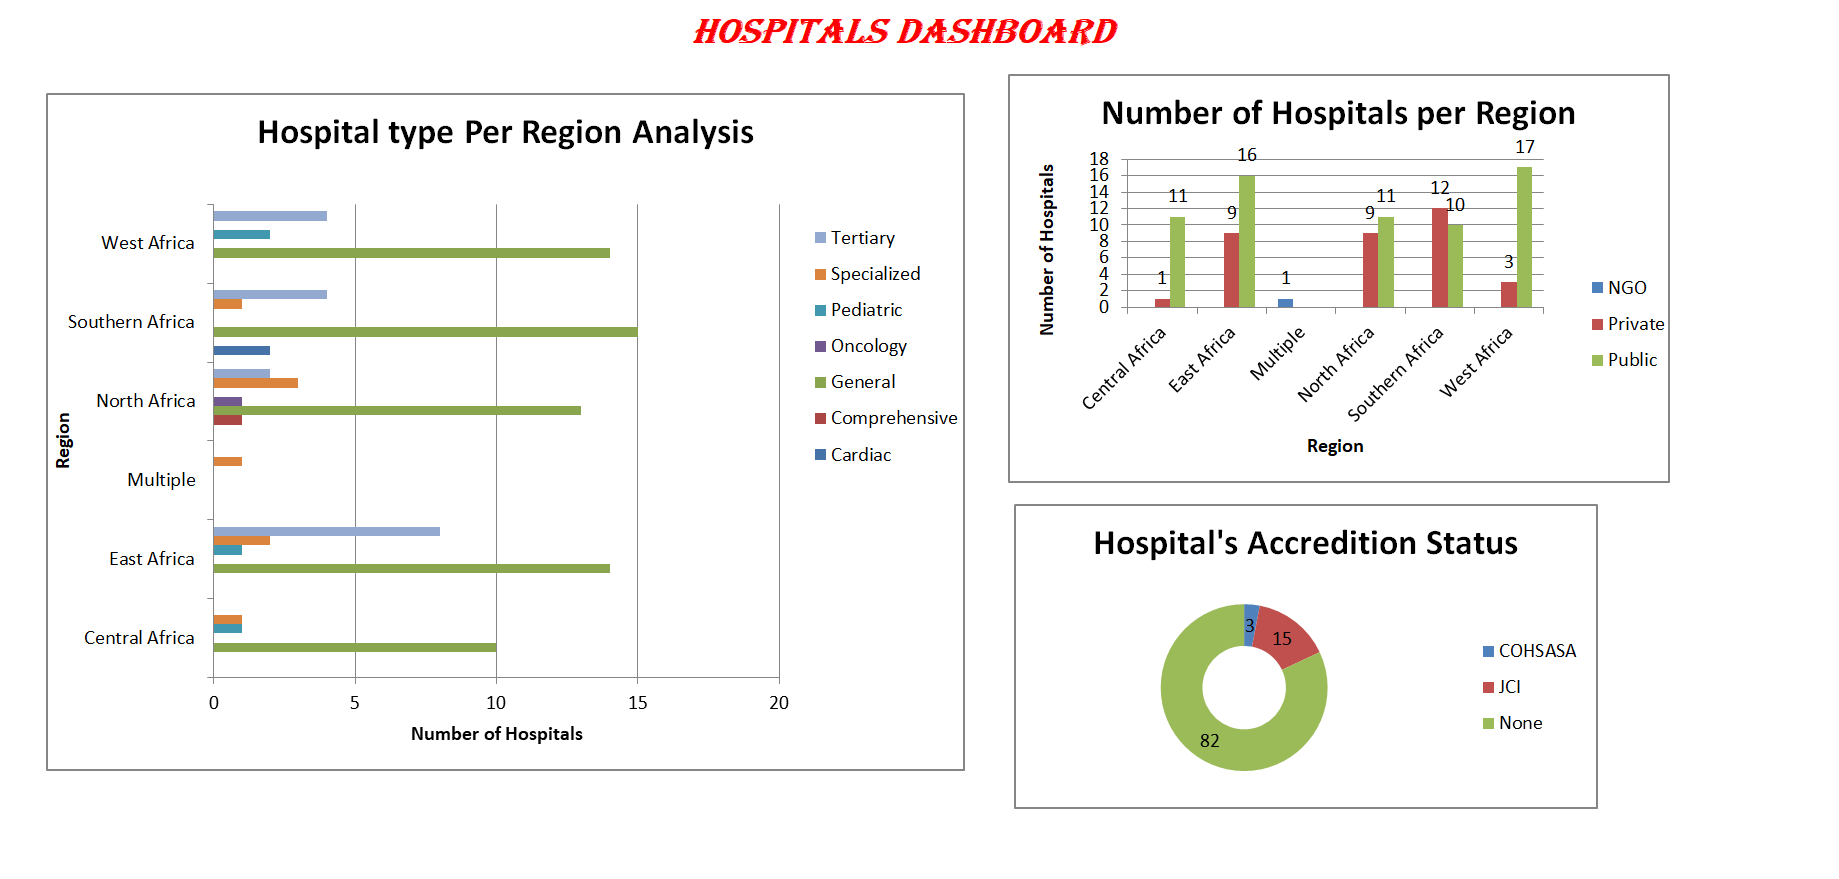 HOSPITALS DASHBOARD
Hospital type Per Region Analysis
West Africa
Southern Africa
North Africa
Multiple
East Africa
Central Africa
Region
0 5 10 15 20
Number of Hospitals
Tertiary
Specialized
Pediatric
Oncology
General
Comprehensive
Cardiac
Number of Hospitals per Region
Number of Hospitals
18
16
14
12
10
8
6
4
2
0
1 11 9 16 1 9 11 12 10 3 17
Central Africa
East Africa
Multiple
North Africa
Southern Africa
West Africa
Region
NGO
Private
Public
Hospital's Accredition Status
3
15
82
COHSASA
JCI
None